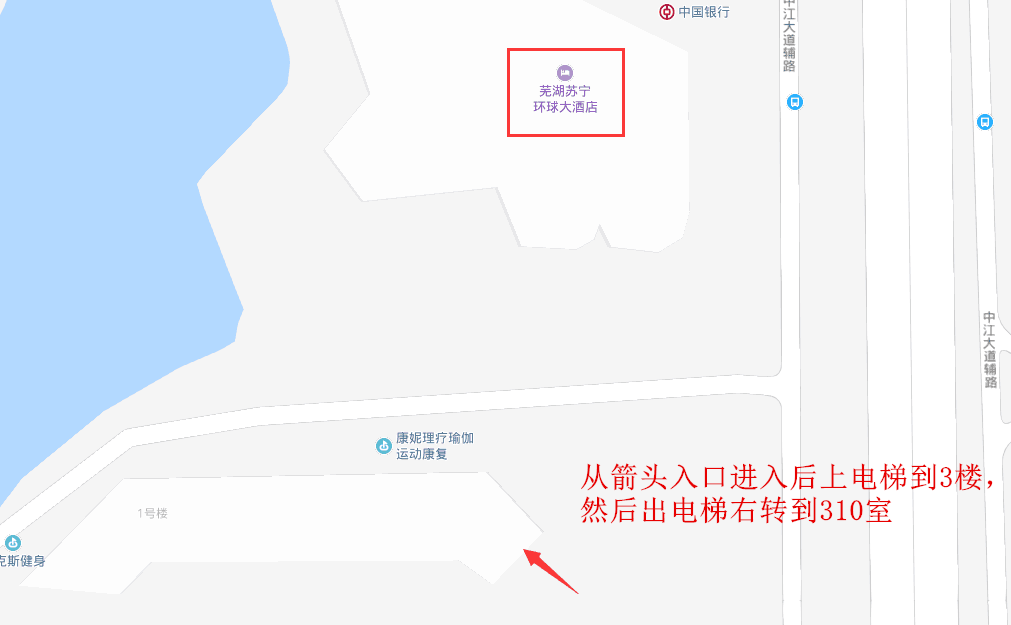 中国银行
中江大道辅路
芜湖苏宁
环球大酒店
中江大道辅路
康妮理疗瑜伽
运动康复
从箭头入口进入后上电梯到3楼，
然后出电梯右转到310室
1号楼
克斯健身